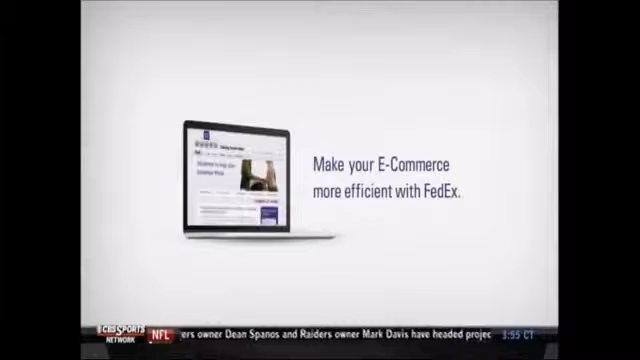 Make your E-Commerce
more efficient with FedEx.
CBS SPORTS
NETWORK
NFL
ers owner Dean Spanos and Raiders owner Mark Davis have headed projec
3:55 CT